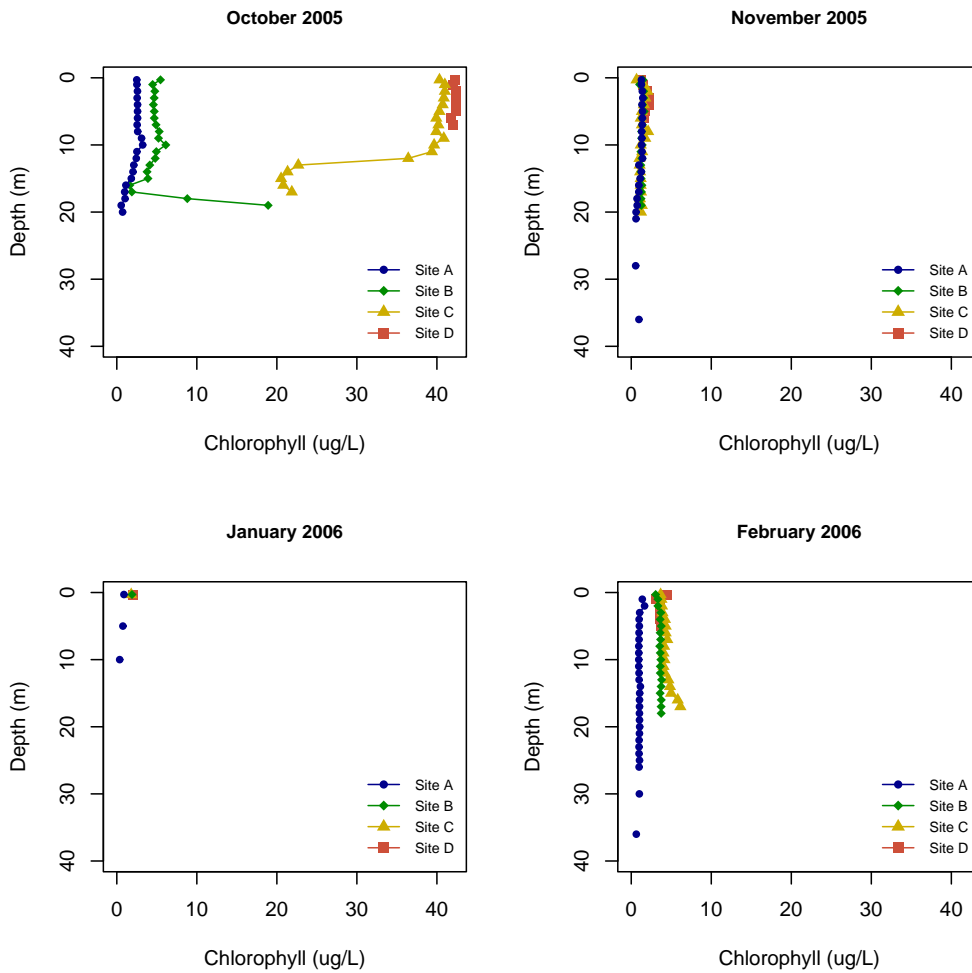 October 2005
0
10
20
30
40
Depth (m)
0 10 20 30 40
Chlorophyll (ug/L)
Site A
Site B
Site C
Site D
November 2005
0
10
20
30
40
Depth (m)
0 10 20 30 40
Chlorophyll (ug/L)
Site A
Site B
Site C
Site D
January 2006
0
10
20
30
40
Depth (m)
0 10 20 30 40
Chlorophyll (ug/L)
Site A
Site B
Site C
Site D
February 2006
0
10
20
30
40
Depth (m)
0 10 20 30 40
Chlorophyll (ug/L)
Site A
Site B
Site C
Site D